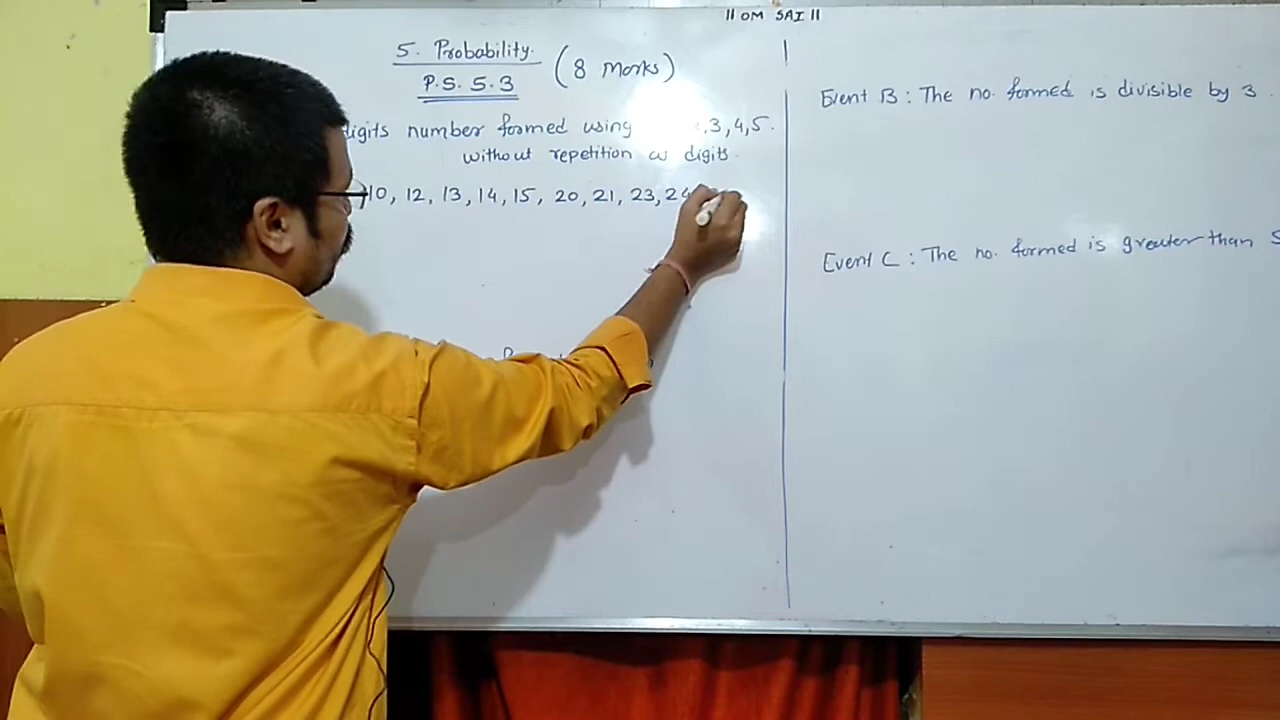 || OM SAI ||
5. Probability.
P.S. 5.3
(8 Marks)
digits number formed using ,3,4,5.
without repetition as digits.
10, 12, 13, 14, 15, 20, 21, 23, 24
Event B : The no. formed is divisible by 3.
Event C : The no. formed is greater than